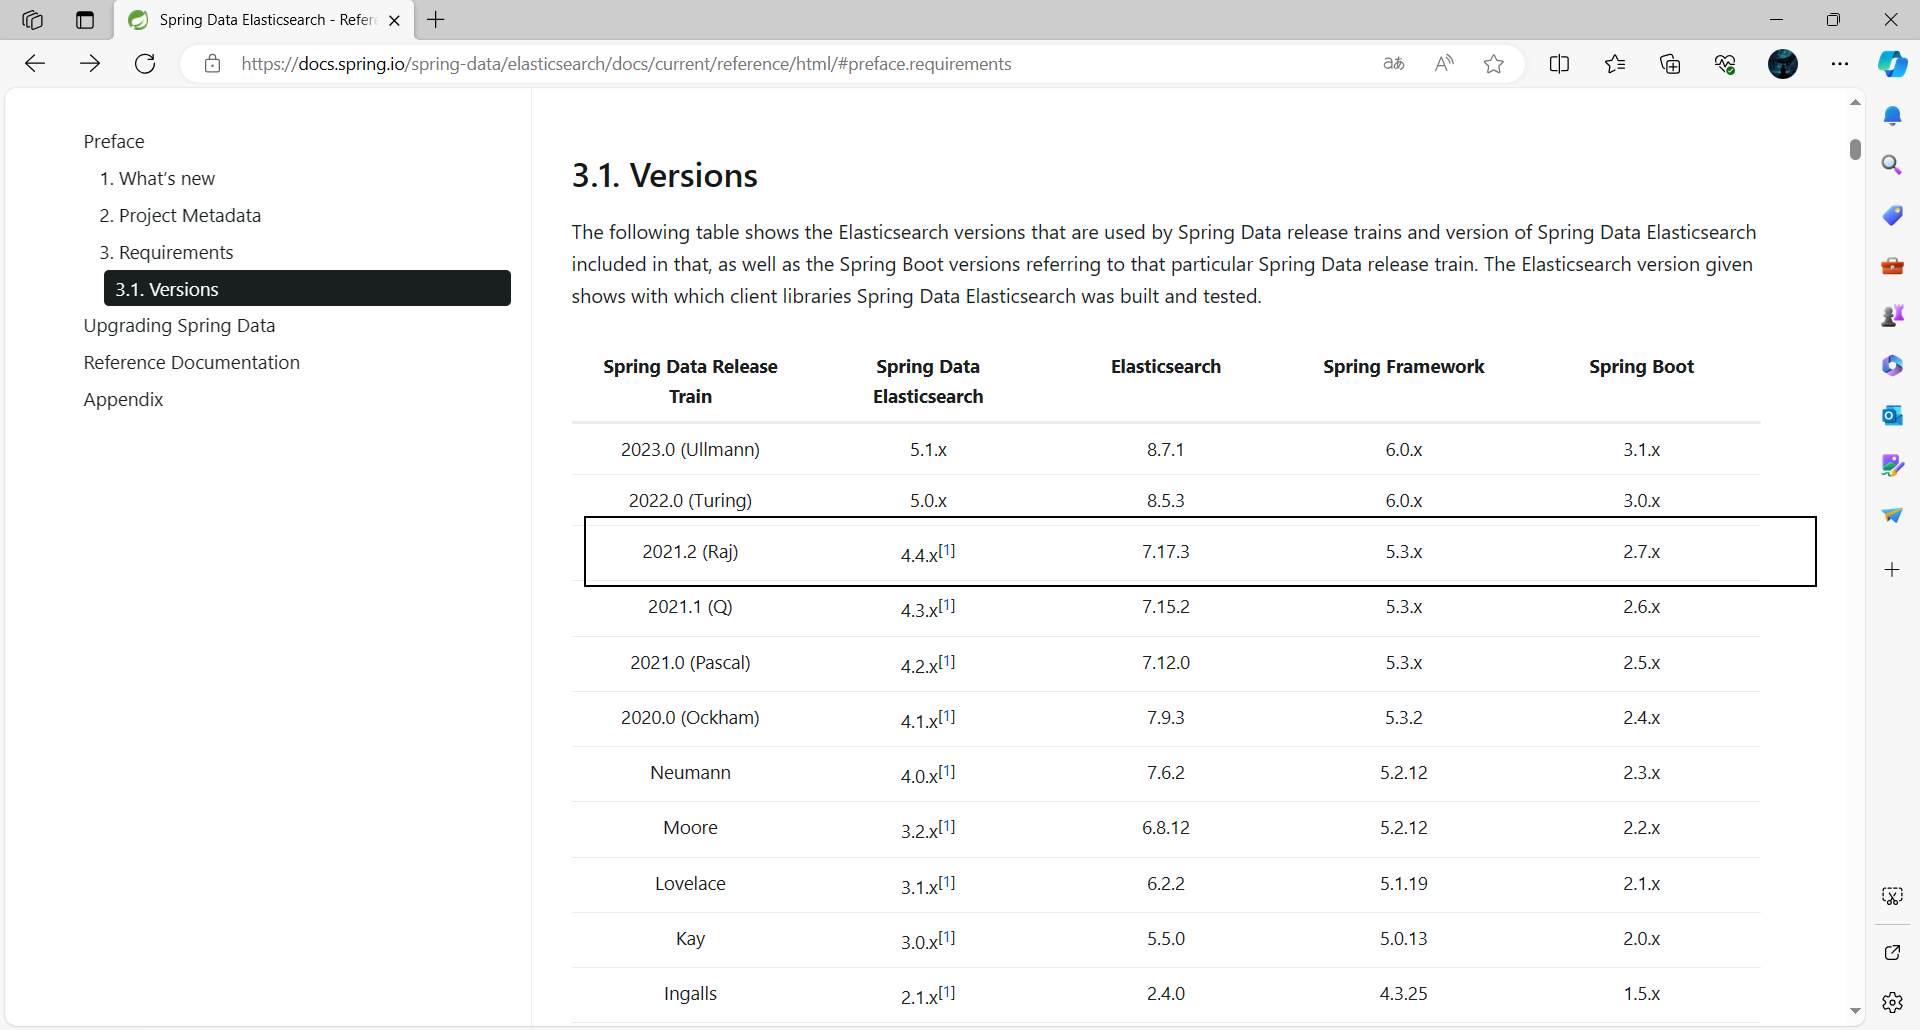 Spring Data Elasticsearch - Refere
https://docs.spring.io/spring-data/elasticsearch/docs/current/reference/html/#preface.requirements
Preface
1. What's new
2. Project Metadata
3. Requirements
3.1. Versions
Upgrading Spring Data
Reference Documentation
Appendix
3.1. Versions
The following table shows the Elasticsearch versions that are used by Spring Data release trains and version of Spring Data Elasticsearch
included in that, as well as the Spring Boot versions referring to that particular Spring Data release train. The Elasticsearch version given
shows with which client libraries Spring Data Elasticsearch was built and tested.
Spring Data Release Train Spring Data Elasticsearch Elasticsearch Spring Framework Spring Boot
2023.0 (Ullmann) 5.1.x 8.7.1 6.0.x 3.1.x
2022.0 (Turing) 5.0.x 8.5.3 6.0.x 3.0.x
2021.2 (Raj) 4.4.x[1] 7.17.3 5.3.x 2.7.x
2021.1 (Q) 4.3.x[1] 7.15.2 5.3.x 2.6.x
2021.0 (Pascal) 4.2.x[1] 7.12.0 5.3.x 2.5.x
2020.0 (Ockham) 4.1.x[1] 7.9.3 5.3.2 2.4.x
Neumann 4.0.x[1] 7.6.2 5.2.12 2.3.x
Moore 3.2.x[1] 6.8.12 5.2.12 2.2.x
Lovelace 3.1.x[1] 6.2.2 5.1.19 2.1.x
Kay 3.0.x[1] 5.5.0 5.0.13 2.0.x
Ingalls 2.1.x[1] 2.4.0 4.3.25 1.5.x